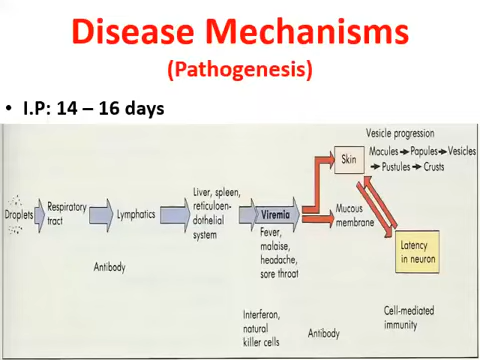 Disease Mechanisms
(Pathogenesis)
• I.P: 14 – 16 days
Droplets
Respiratory
tract
Lymphatics
Liver, spleen,
reticuloen-
dothelial
system
Viremia
Fever,
malaise,
headache,
sore throat
Skin
Mucous
membrane
Vesicle progression
Macules → Papules → Vesicles
→ Pustules → Crusts
Latency
in neuron
Antibody
Interferon,
natural
killer cells
Antibody
Cell-mediated
immunity